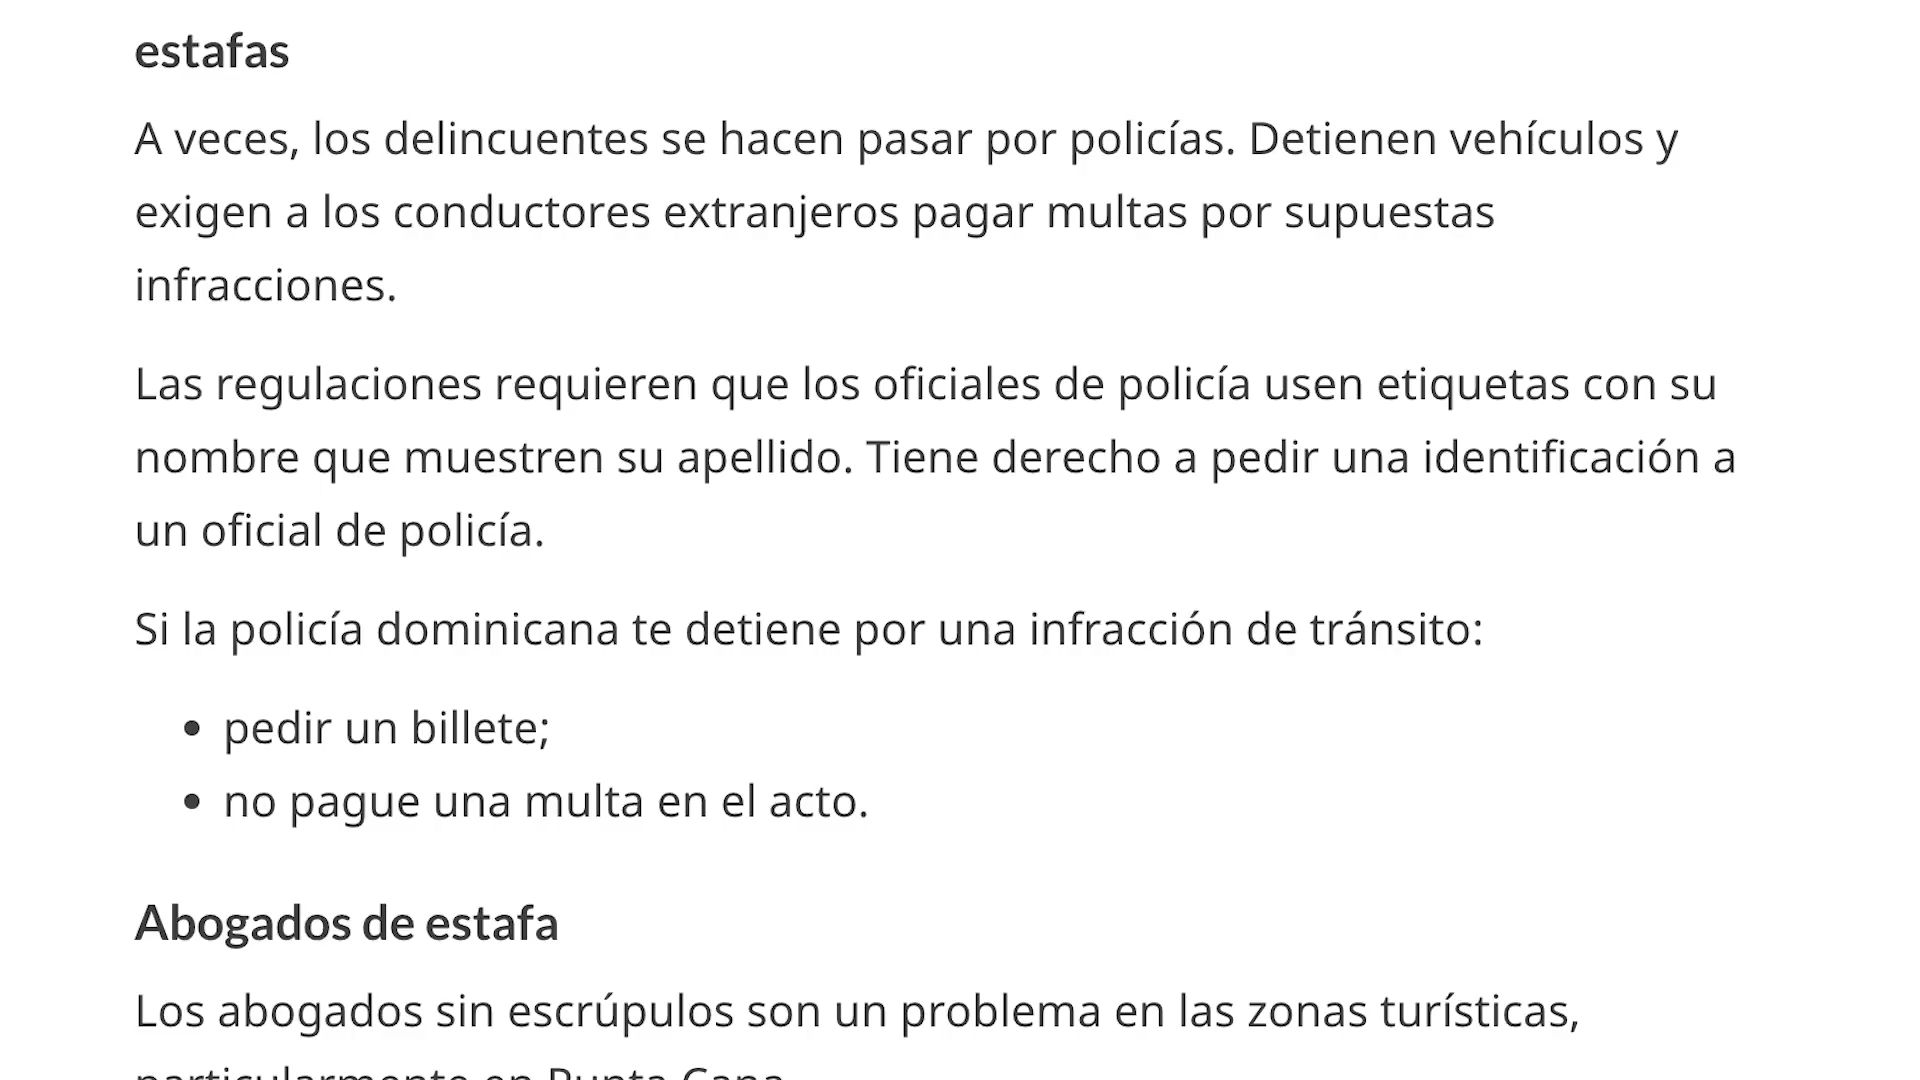 estafas
A veces, los delincuentes se hacen pasar por policías. Detienen vehículos y
exigen a los conductores extranjeros pagar multas por supuestas
infracciones.
Las regulaciones requieren que los oficiales de policía usen etiquetas con su
nombre que muestren su apellido. Tiene derecho a pedir una identificación a
un oficial de policía.
Si la policía dominicana te detiene por una infracción de tránsito:
• pedir un billete;
• no pague una multa en el acto.
Abogados de estafa
Los abogados sin escrúpulos son un problema en las zonas turísticas,
particularmente en Punta Cana